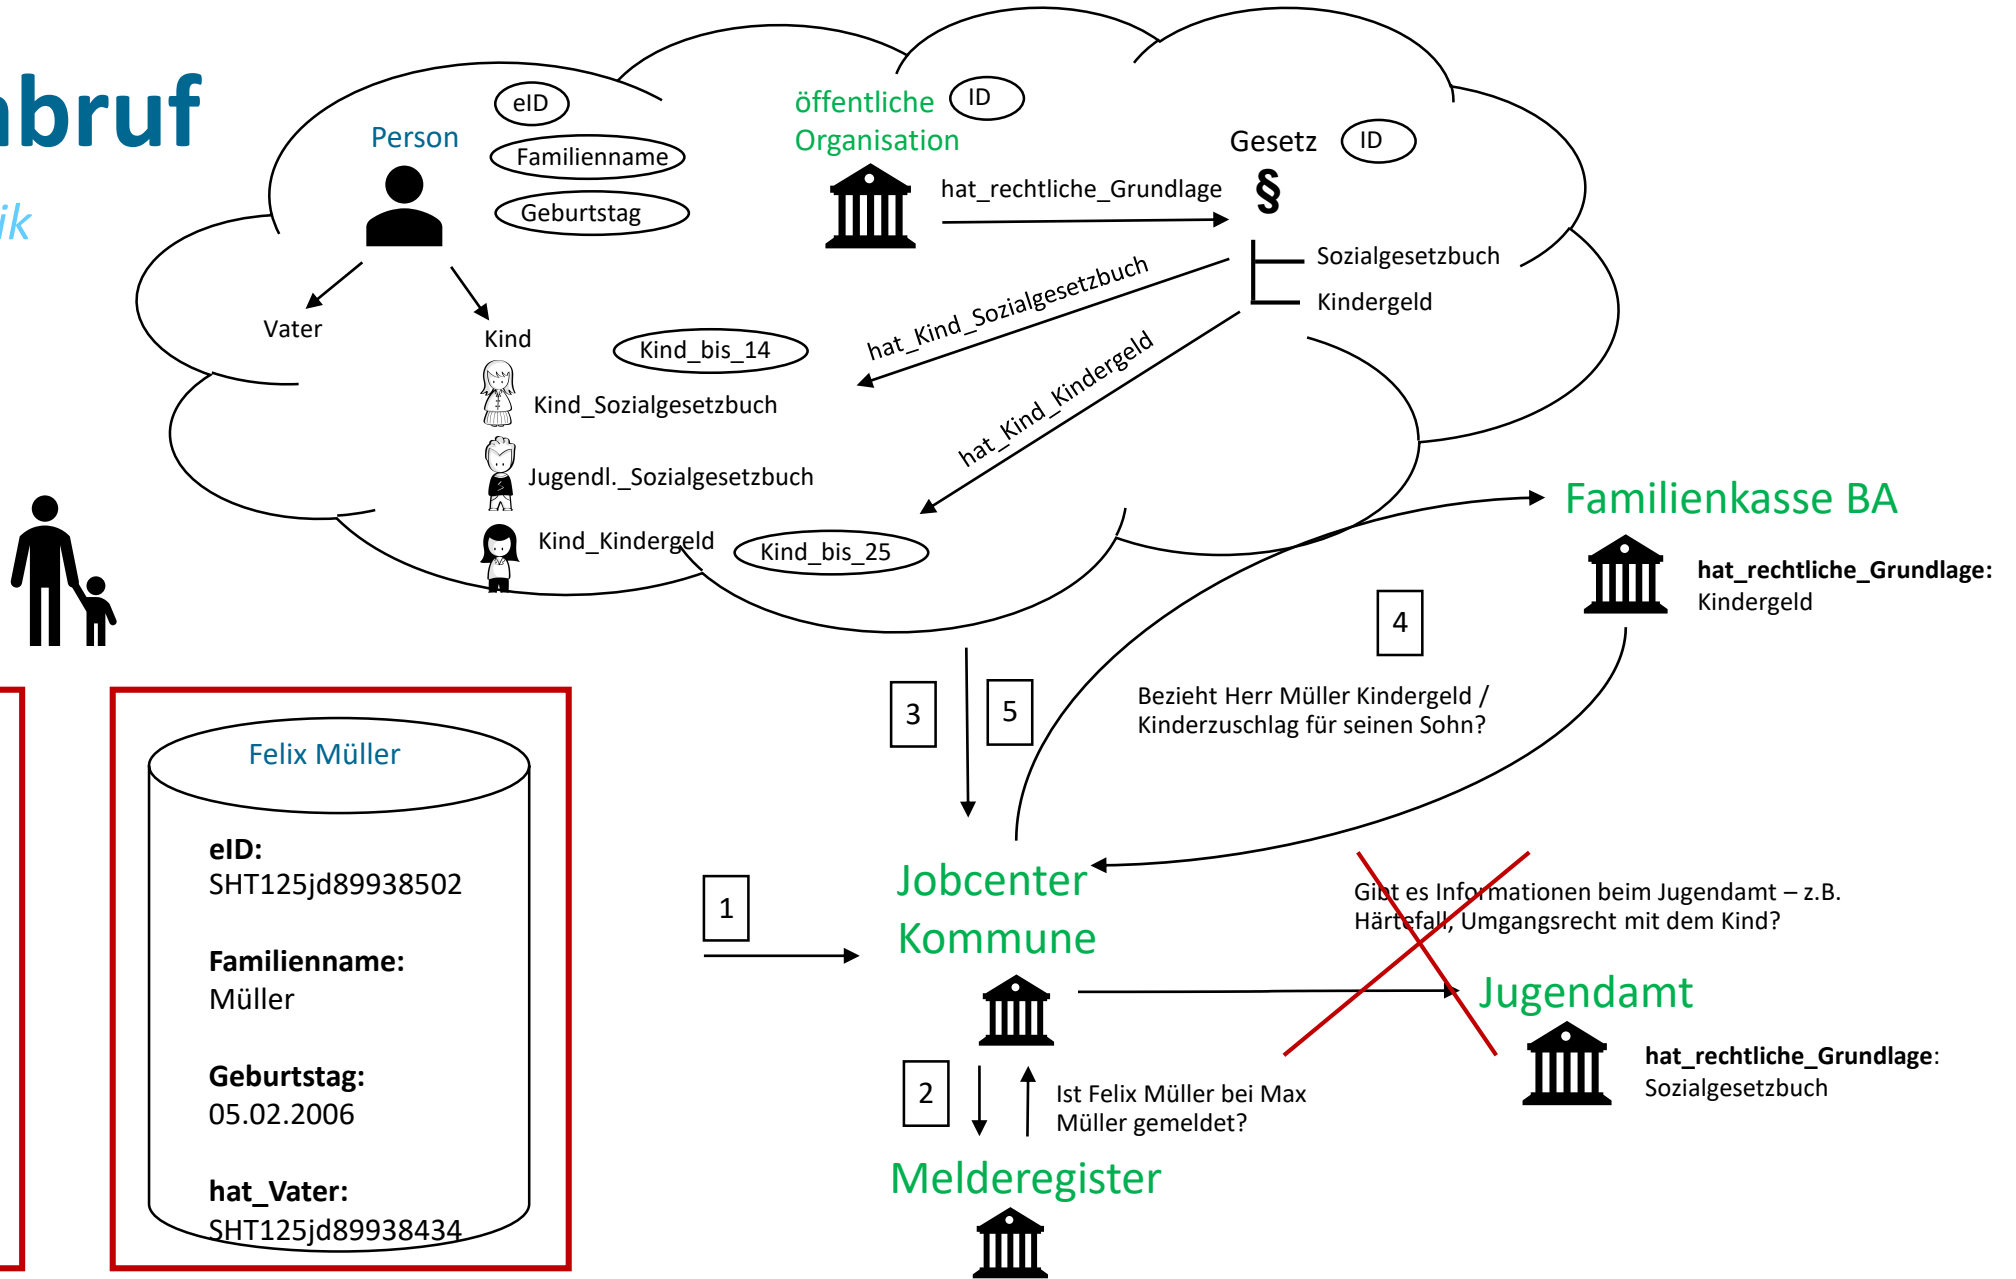 bruf
ik
Person
eID
Familienname
Geburtstag
öffentliche
Organisation
ID
hat_rechtliche_Grundlage
Gesetz
ID
§
Sozialgesetzbuch
Kindergeld
Vater
Kind
Kind_bis_14
hat_Kind_Sozialgesetzbuch
hat_Kind_Kindergeld
Kind_Sozialgesetzbuch
Jugendl._Sozialgesetzbuch
Kind_Kindergeld
Kind_bis_25
Familienkasse BA
hat_rechtliche_Grundlage:
Kindergeld
4
Bezieht Herr Müller Kindergeld /
Kinderzuschlag für seinen Sohn?
3
5
Felix Müller
eID:
SHT125jd89938502
Familienname:
Müller
Geburtstag:
05.02.2006
hat_Vater:
SHT125jd89938434
1
Jobcenter
Kommune
Gibt es Informationen beim Jugendamt – z.B.
Härtefall, Umgangsrecht mit dem Kind?
Jugendamt
hat_rechtliche_Grundlage:
Sozialgesetzbuch
2
Ist Felix Müller bei Max
Müller gemeldet?
Melderegister